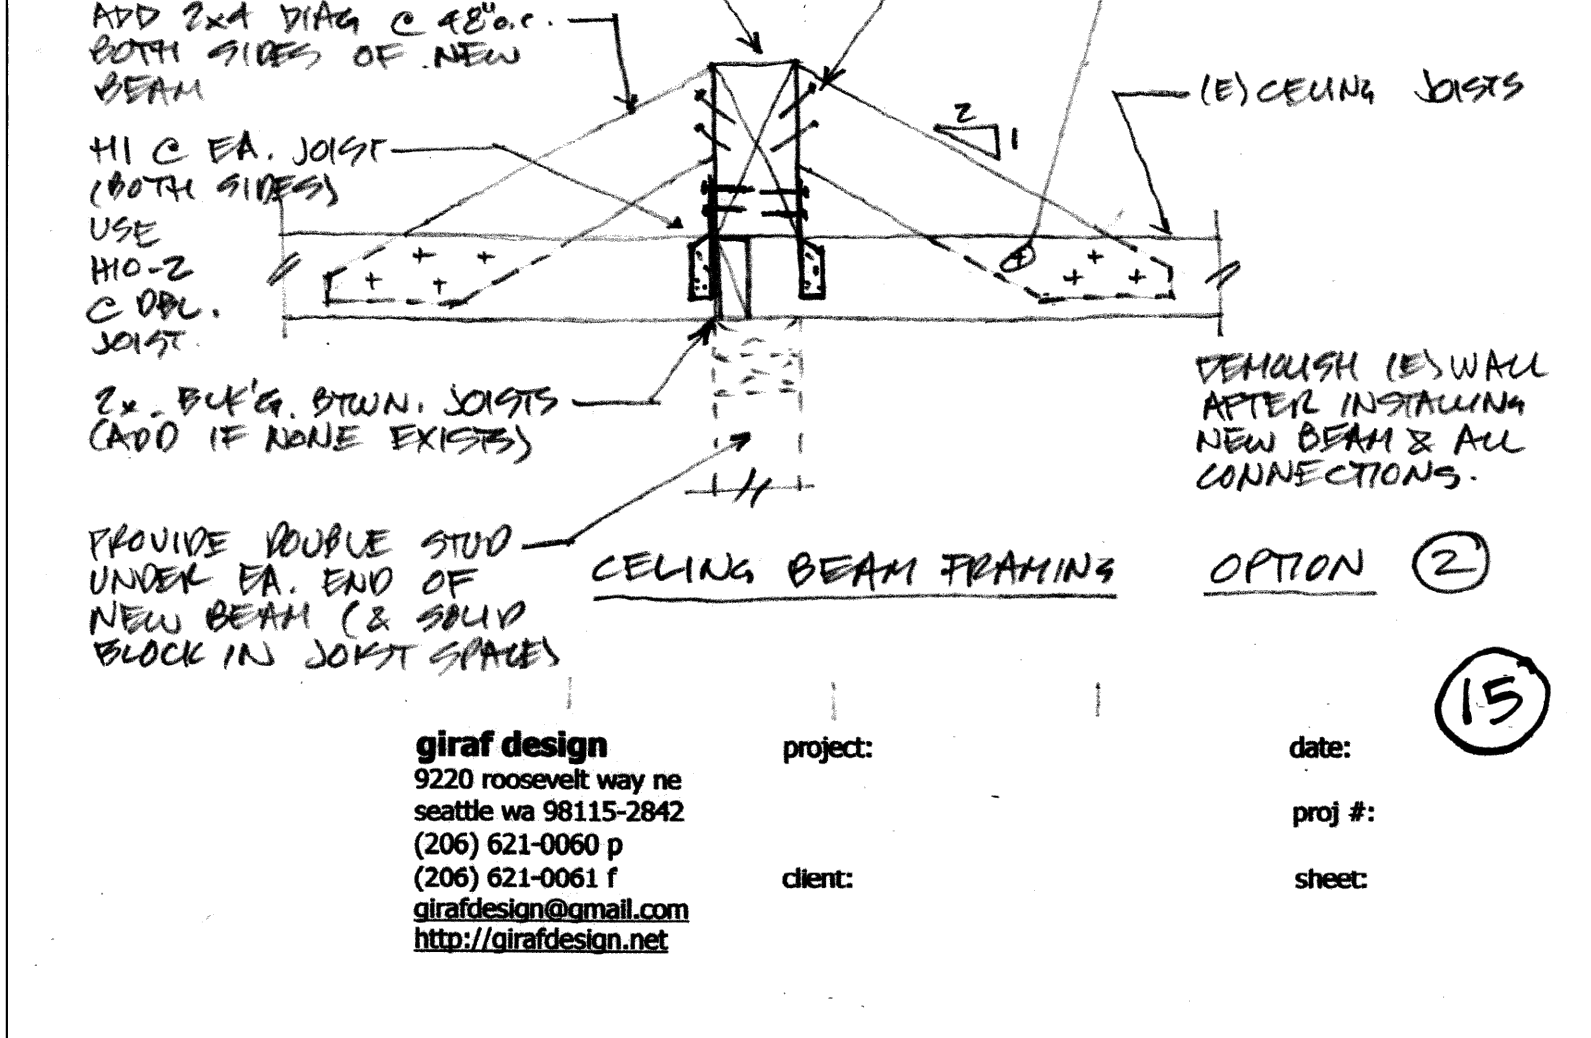 ADD 2x4 DIAG @ 48"o.c.
BOTH SIDES OF NEW
BEAM
H1 @ EA. JOIST
(BOTH SIDES)
USE
H10-2
@ DBL.
JOIST
2x BLK'G. BTWN. JOISTS
(ADD IF NONE EXISTS)
PROVIDE DOUBLE STUD
UNDER EA. END OF
NEW BEAM (& SOLID
BLOCK IN JOIST SPACE)
2
1
(E) CELING JOISTS
DEMOLISH (E) WALL
AFTER INSTALLING
NEW BEAM & ALL
CONNECTIONS.
CELING BEAM FRAMING OPTION 2
15
giraf design
9220 roosevelt way ne
seattle wa 98115-2842
(206) 621-0060 p
(206) 621-0061 f
girafdesign@gmail.com
http://girafdesign.net
project:
client:
date:
proj #:
sheet: